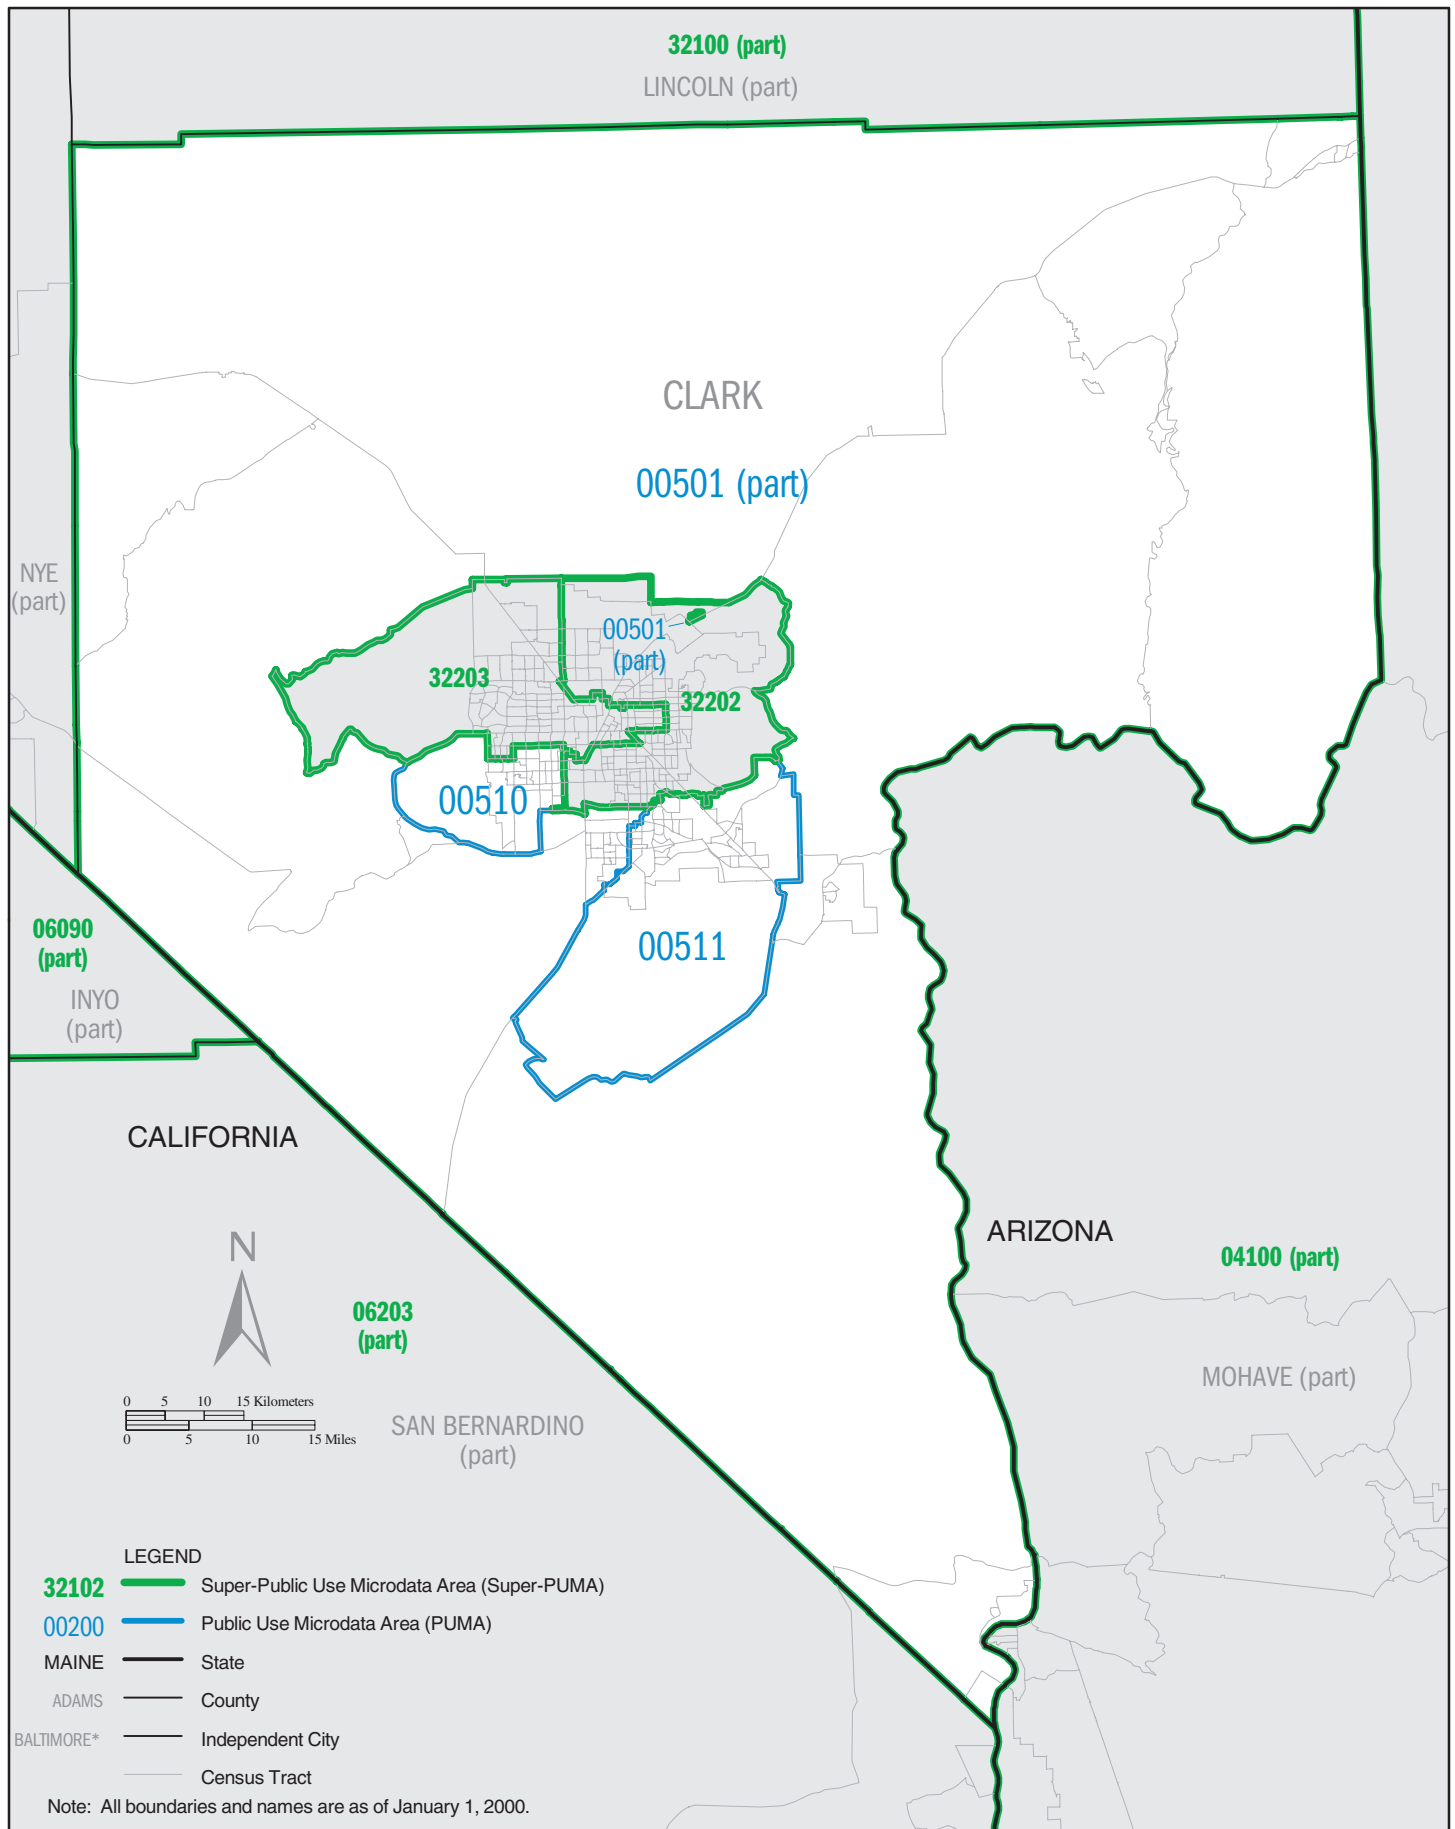 32100 (part)
LINCOLN (part)
CLARK
00501 (part)
NYE
(part)
00501
(part)
32203
32202
00510
06090
(part)
00511
INYO
(part)
CALIFORNIA
ARIZONA
N
04100 (part)
06203
(part)
MOHAVE (part)
0 5 10 15 Kilometers
0 5 10 15 Miles
SAN BERNARDINO
(part)
LEGEND
32102 Super-Public Use Microdata Area (Super-PUMA)
00200 Public Use Microdata Area (PUMA)
MAINE State
ADAMS County
BALTIMORE* Independent City
Census Tract
Note: All boundaries and names are as of January 1, 2000.